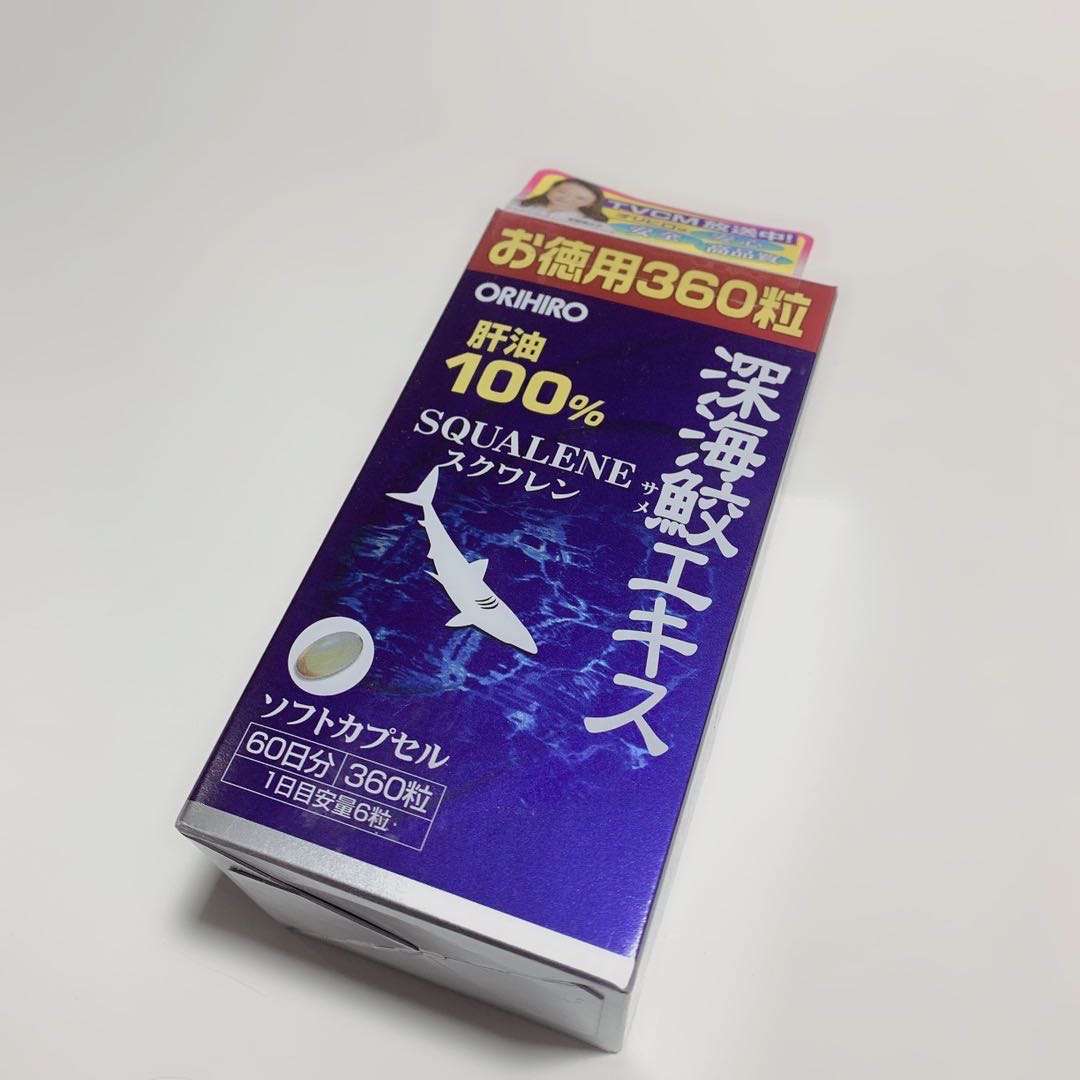 TVCM放送中!
お徳用360粒
ORIHIRO
肝油
100%
SQUALENE
スクワレン
深海鮫エキス
サメ
ソフトカプセル
60日分 360粒
1日目安量6粒